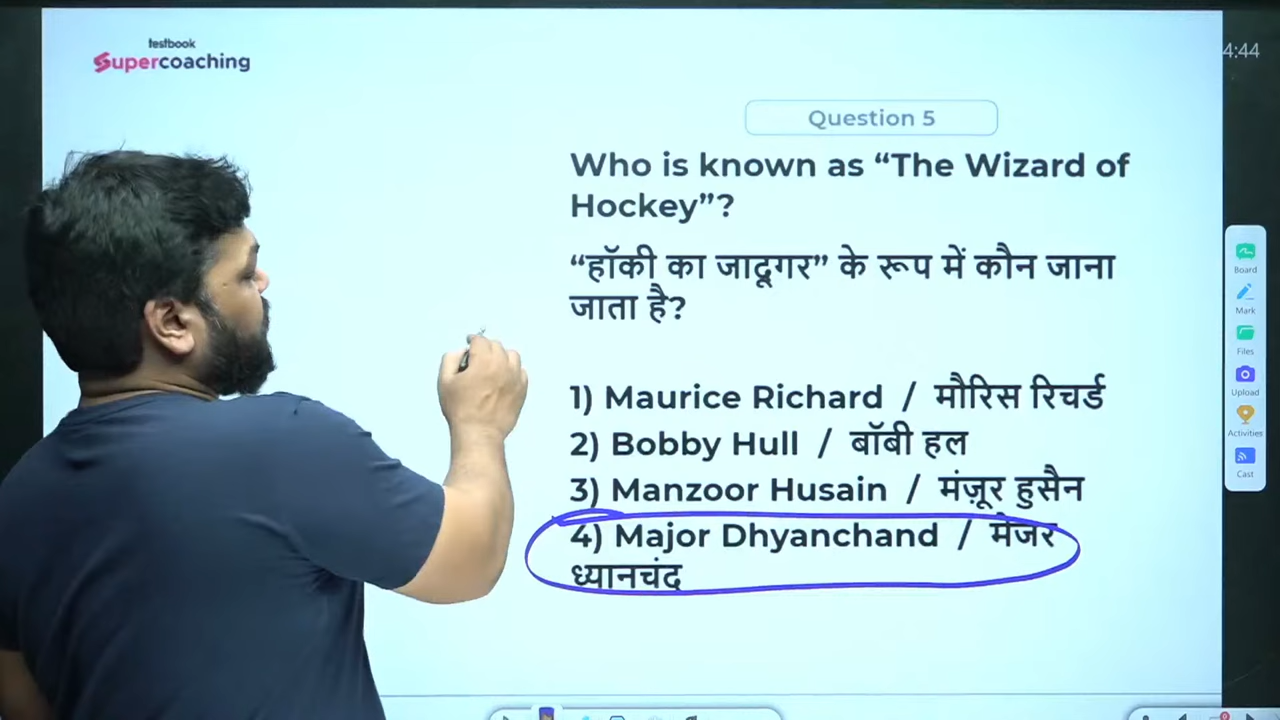 testbook
Supercoaching
4:44
Question 5
Who is known as “The Wizard of
Hockey”?
“हॉकी का जादूगर” के रूप में कौन जाना
जाता है?
1) Maurice Richard / मौरिस रिचर्ड
2) Bobby Hull / बॉबी हल
3) Manzoor Husain / मंज़ूर हुसैन
4) Major Dhyanchand / मेजर
ध्यानचंद
Board
Mark
Files
Upload
Activities
Cast